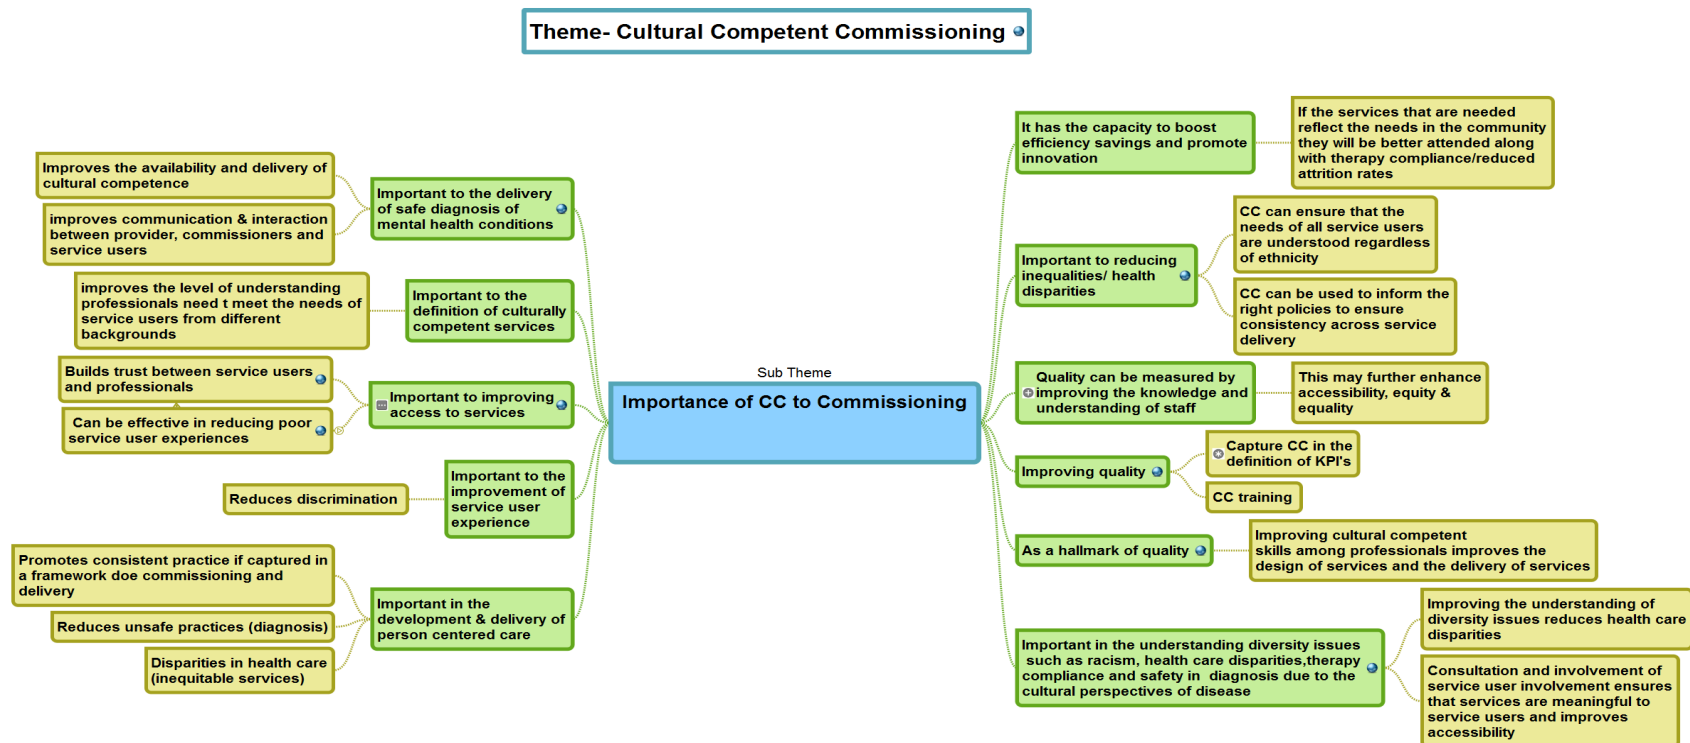 Theme- Cultural Competent Commissioning
Improves the availability and delivery of
cultural competence
improves communication & interaction
between provider, commissioners and
service users
Important to the delivery
of safe diagnosis of
mental health conditions
improves the level of understanding
professionals need t meet the needs of
service users from different
backgrounds
Important to the
definition of culturally
competent services
Builds trust between service users
and professionals
Can be effective in reducing poor
service user experiences
Important to improving
access to services
Reduces discrimination
Important to the
improvement of
service user
experience
Promotes consistent practice if captured in
a framework doe commissioning and
delivery
Reduces unsafe practices (diagnosis)
Disparities in health care
(inequitable services)
Important in the
development & delivery of
person centered care
Sub Theme
Importance of CC to Commissioning
It has the capacity to boost
efficiency savings and promote
innovation
If the services that are needed
reflect the needs in the community
they will be better attended along
with therapy compliance/reduced
attrition rates
Important to reducing
inequalities/ health
disparities
CC can ensure that the
needs of all service users
are understood regardless
of ethnicity
CC can be used to inform the
right policies to ensure
consistency across service
delivery
Quality can be measured by
improving the knowledge and
understanding of staff
This may further enhance
accessibility, equity &
equality
Improving quality
Capture CC in the
definition of KPI's
CC training
As a hallmark of quality
Improving cultural competent
skills among professionals improves the
design of services and the delivery of services
Important in the understanding diversity issues
such as racism, health care disparities,therapy
compliance and safety in diagnosis due to the
cultural perspectives of disease
Improving the understanding of
diversity issues reduces health care
disparities
Consultation and involvement of
service user involvement ensures
that services are meaningful to
service users and improves
accessibility